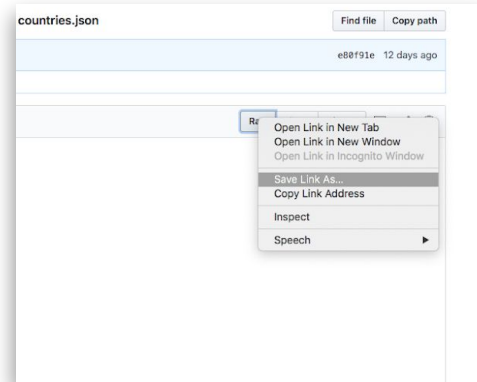 countries.json
Find file
Copy path
e80f91e 12 days ago
Open Link in New Tab
Open Link in New Window
Open Link in Incognito Window
Save Link As...
Copy Link Address
Inspect
Speech